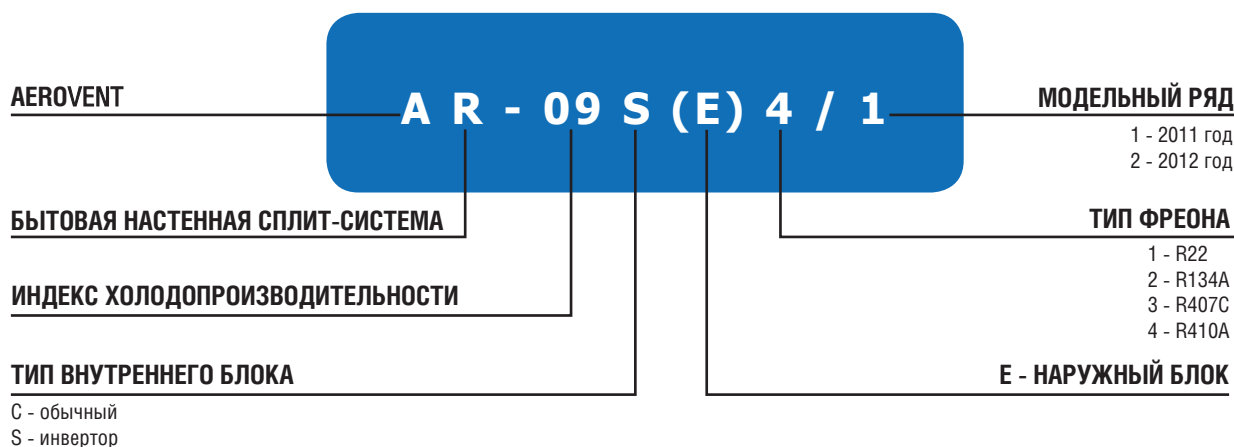 AEROVENT
A R - 09 S (E) 4 / 1
МОДЕЛЬНЫЙ РЯД
1 - 2011 год
2 - 2012 год
БЫТОВАЯ НАСТЕННАЯ СПЛИТ-СИСТЕМА
ТИП ФРЕОНА
1 - R22
2 - R134A
3 - R407C
4 - R410A
ИНДЕКС ХОЛОДОПРОИЗВОДИТЕЛЬНОСТИ
ТИП ВНУТРЕННЕГО БЛОКА
С - обычный
S - инвертор
Е - НАРУЖНЫЙ БЛОК